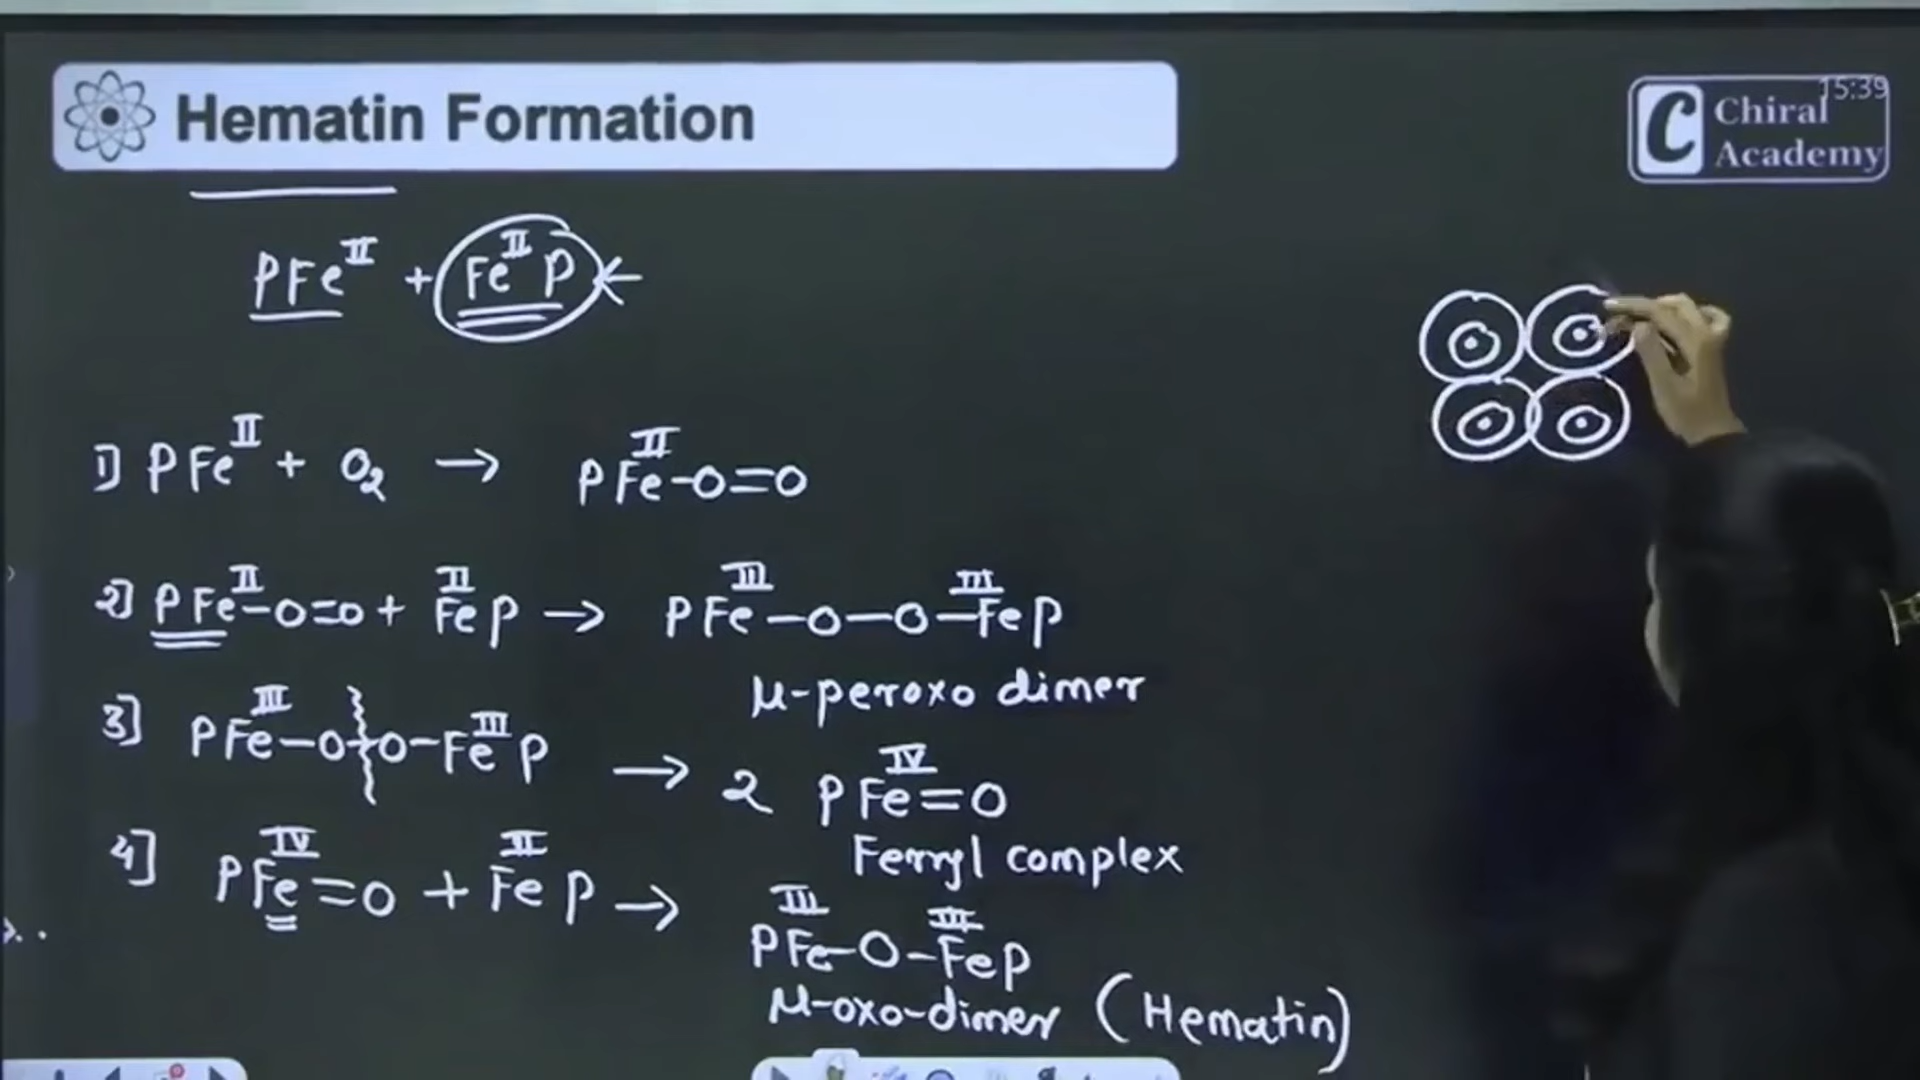 Hematin Formation
15:39
Chiral
Academy
PFe^II + Fe^II P ←
1] PFe^II + O2 → PFe^II-O=O
2] PFe^II-O=O + Fe^II P → PFe^III-O-O-Fe^III P
μ-peroxo dimer
3] PFe^III-O-O-Fe^III P → 2 PFe^IV=O
Ferryl complex
4] PFe^IV=O + Fe^II P → PFe^III-O-Fe^III P
μ-oxo-dimer (Hematin)